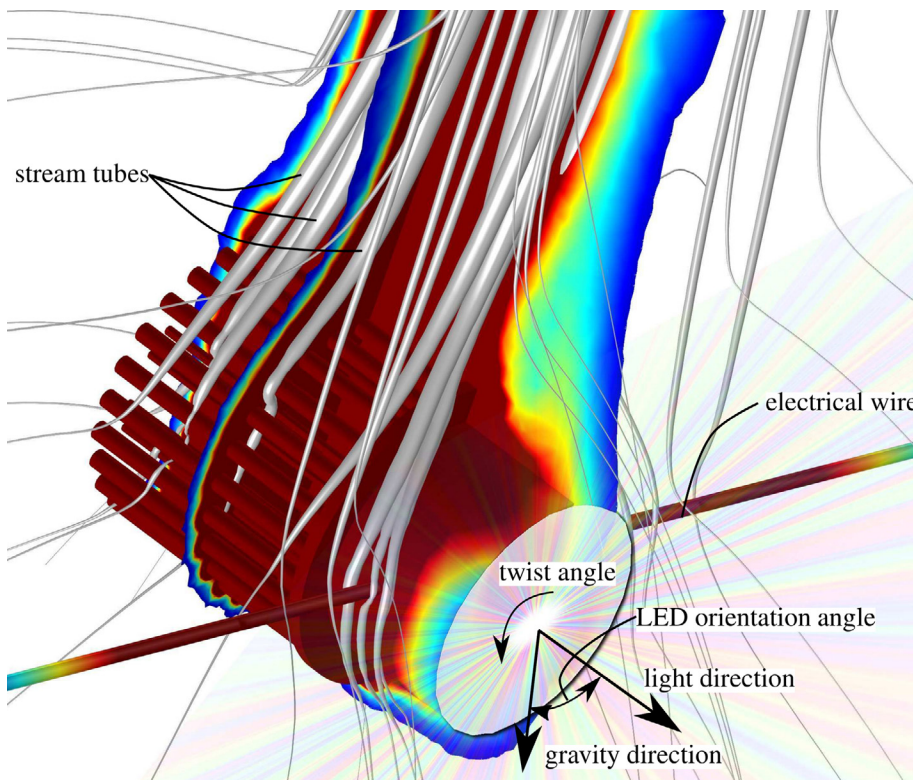 stream tubes
electrical wire
twist angle
LED orientation angle
light direction
gravity direction